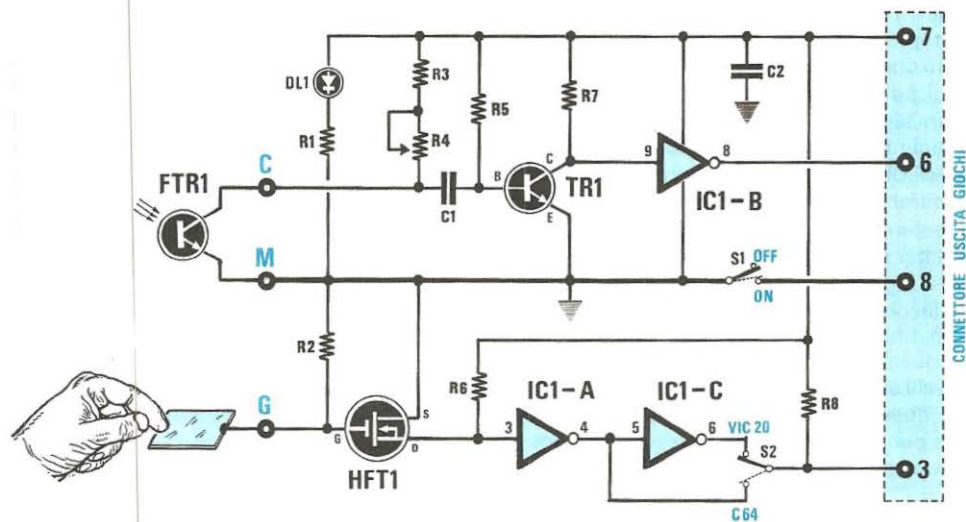 DL1
R1
R3
R4
R5
R7
C2
7
C
FTR1
C1
B
C
E
TR1
9
8
IC1-B
6
M
S1
OFF
ON
8
R2
R6
IC1-A
IC1-C
R8
G
G
S
D
HFT1
3
4
5
6
VIC 20
S2
C64
3
CONNETTORE USCITA GIOCHI